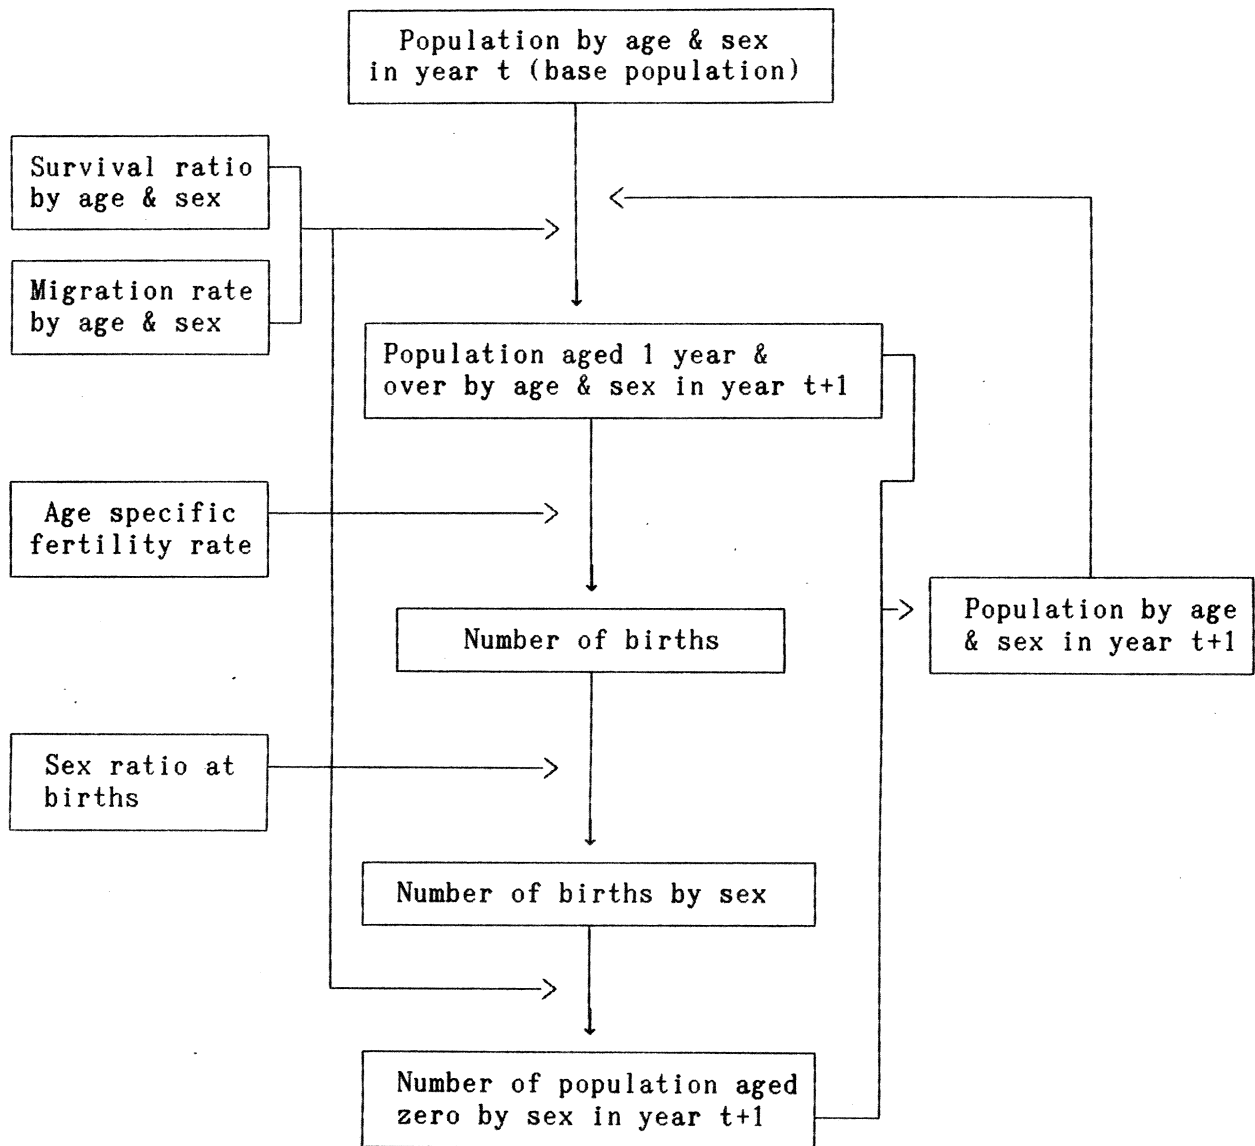 Population by age & sex
in year t (base population)
Survival ratio
by age & sex
Migration rate
by age & sex
Population aged 1 year &
over by age & sex in year t+1
Age specific
fertility rate
Number of births
Population by age
& sex in year t+1
Sex ratio at
births
Number of births by sex
Number of population aged
zero by sex in year t+1